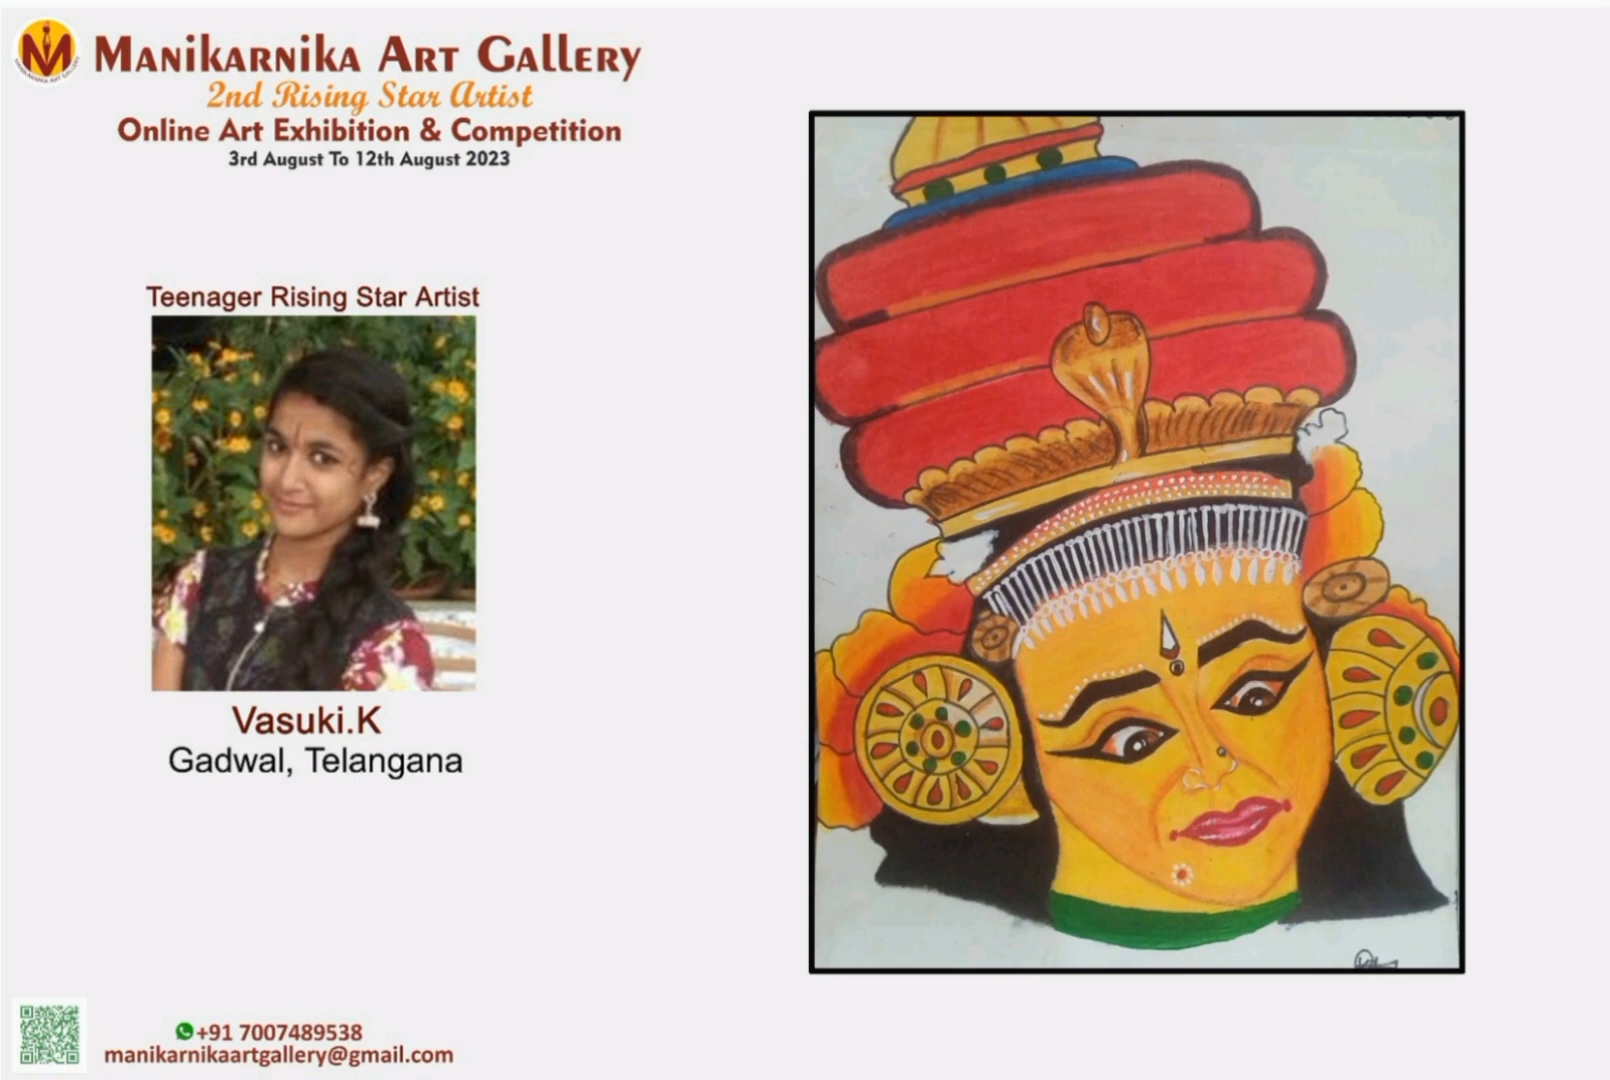 Manikarnika Art Gallery
2nd Rising Star Artist
Online Art Exhibition & Competition
3rd August To 12th August 2023
Teenager Rising Star Artist
Vasuki.K
Gadwal, Telangana
+91 7007489538
manikarnikaartgallery@gmail.com